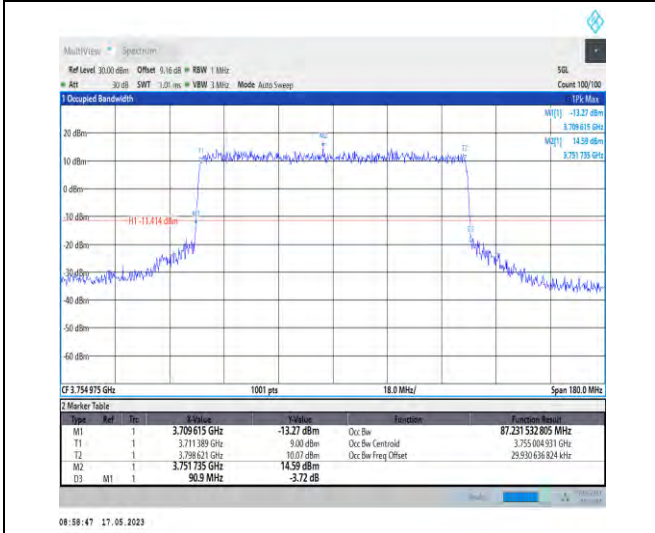 MultiView Spectrum
Ref Level 30.00 dBm Offset 9.16 dB RBW 1 MHz SGL
Att 30 dB SWT 1.01 ms VBW 3 MHz Mode Auto Sweep Count 100/100
1 Occupied Bandwidth 1Pk Max
M1[1] -13.27 dBm
3.709 615 GHz
M2[1] 14.59 dBm
3.751 735 GHz
20 dBm
M2
T1 T2
10 dBm
0 dBm
-10 dBm
M1
H1 -11.414 dBm
D3
-20 dBm
-30 dBm
-40 dBm
-50 dBm
-60 dBm
CF 3.754 975 GHz 1001 pts 18.0 MHz/ Span 180.0 MHz
2 Marker Table
Type Ref Trc X-Value Y-Value Function Function Result
M1 1 3.709 615 GHz -13.27 dBm Occ Bw 87.231 532 805 MHz
T1 1 3.711 389 GHz 9.00 dBm Occ Bw Centroid 3.755 004 931 GHz
T2 1 3.798 621 GHz 10.07 dBm Occ Bw Freq Offset 29.930 636 824 kHz
M2 1 3.751 735 GHz 14.59 dBm
D3 M1 1 90.9 MHz -3.72 dB
08:58:47 17.05.2023